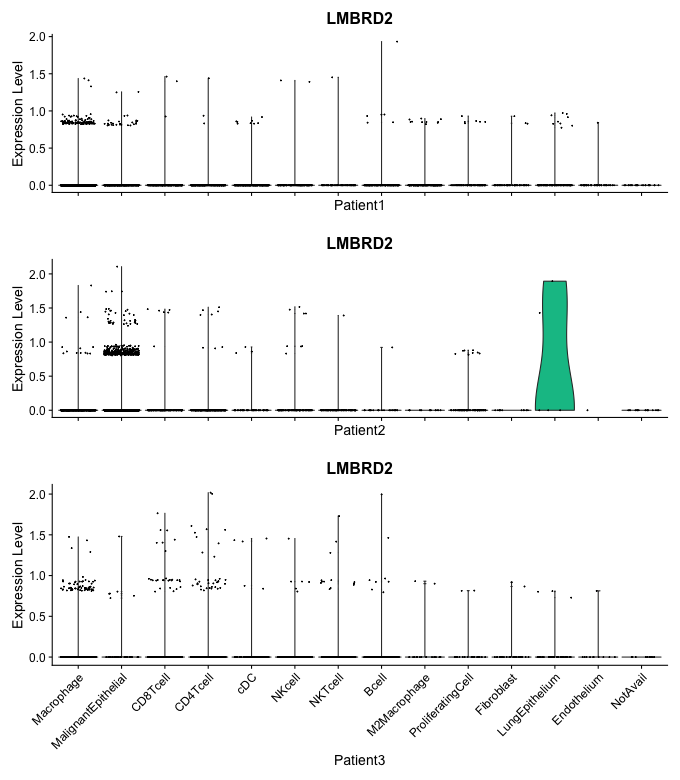 LMBRD2
2.0
1.5
1.0
0.5
0.0
Expression Level
Patient1
LMBRD2
2.0
1.5
1.0
0.5
0.0
Expression Level
Patient2
LMBRD2
2.0
1.5
1.0
0.5
0.0
Expression Level
Macrophage
MalignantEpithelial
CD8Tcell
CD4Tcell
cDC
NKcell
NKTcell
Bcell
M2Macrophage
ProliferatingCell
Fibroblast
LungEpithelium
Endothelium
NotAvail
Patient3